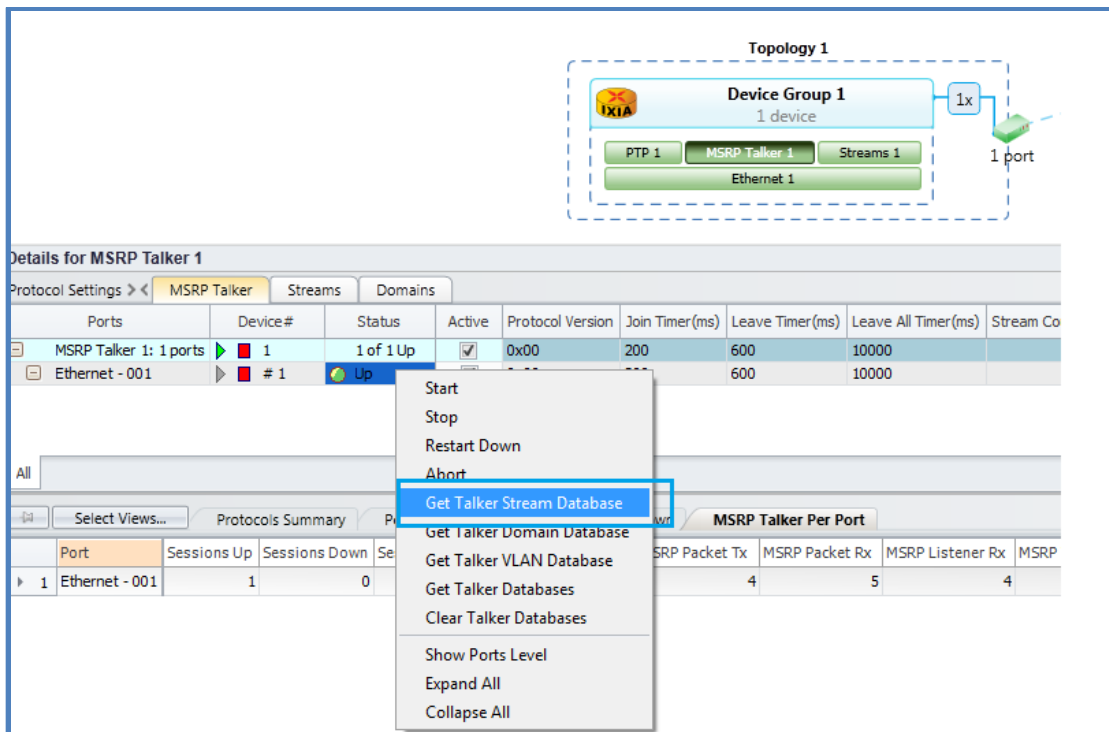 Topology 1
IXIA
Device Group 1
1 device
1x
PTP 1 MSRP Talker 1 Streams 1
1 port
Ethernet 1
Details for MSRP Talker 1
Protocol Settings MSRP Talker Streams Domains
Ports Device# Status Active Protocol Version Join Timer(ms) Leave Timer(ms) Leave All Timer(ms) Stream Co
MSRP Talker 1: 1 ports 1 1 of 1 Up 0x00 200 600 10000
Ethernet - 001 # 1 Up 600 10000
Start
Stop
Restart Down
Abort
All
Get Talker Stream Database
Select Views... Protocols Summary MSRP Talker Per Port
Get Talker Domain Database
Port Sessions Up Sessions Down Se SRP Packet Tx MSRP Packet Rx MSRP Listener Rx MSRP
Get Talker VLAN Database
1 Ethernet - 001 1 0 4 5 4
Get Talker Databases
Clear Talker Databases
Show Ports Level
Expand All
Collapse All